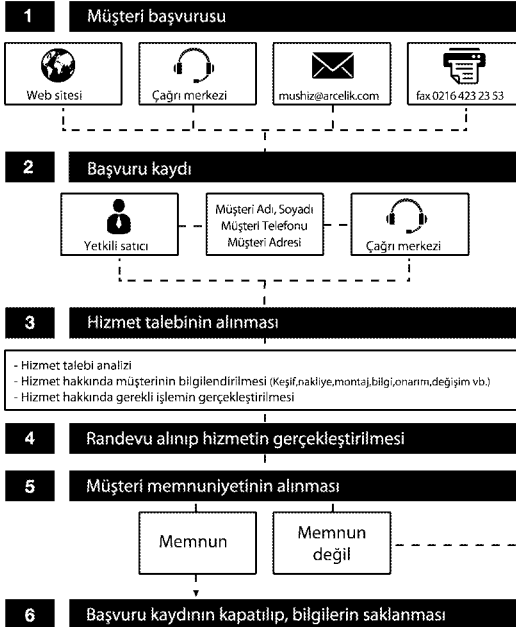 1 Müşteri başvurusu
Web sitesi
Çağrı merkezi
mushiz@arcelik.com
fax 0216 423 23 53
2 Başvuru kaydı
Yetkili satıcı
Müşteri Adı, Soyadı
Müşteri Telefonu
Müşteri Adresi
Çağrı merkezi
3 Hizmet talebinin alınması
- Hizmet talebi analizi
- Hizmet hakkında müşterinin bilgilendirilmesi (Keşif,nakliye,montaj,bilgi,onarım,değişim vb.)
- Hizmet hakkında gerekli işlemin gerçekleştirilmesi
4 Randevu alınıp hizmetin gerçekleştirilmesi
5 Müşteri memnuniyetinin alınması
Memnun
Memnun
değil
6 Başvuru kaydının kapatılıp, bilgilerin saklanması